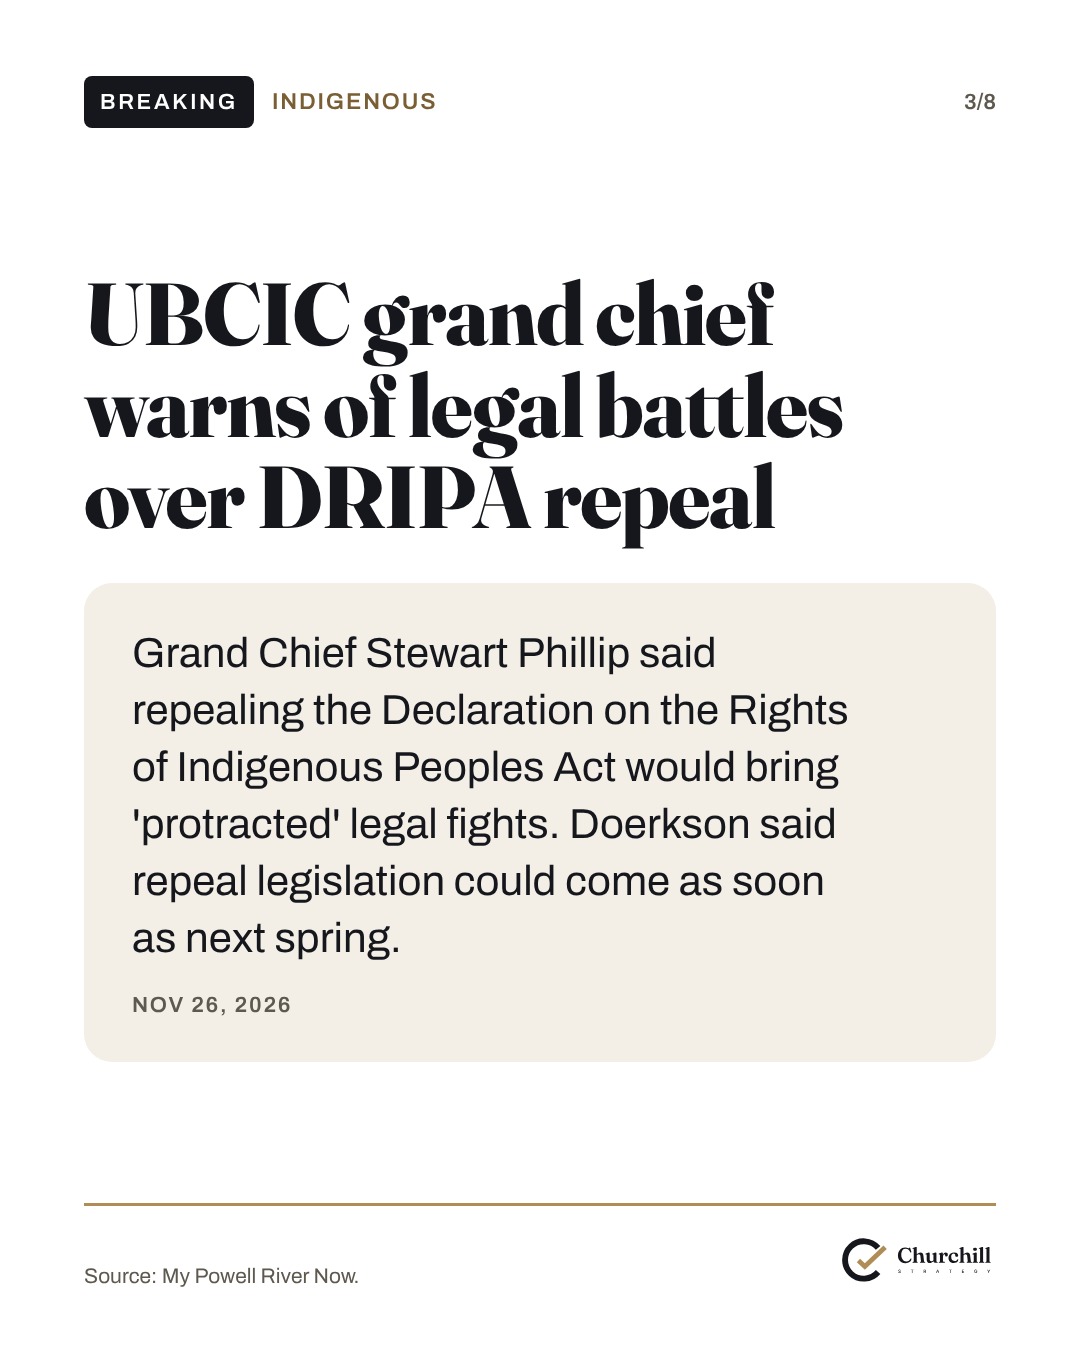 BREAKING INDIGENOUS 3/8
UBCIC grand chief
warns of legal battles
over DRIPA repeal
Grand Chief Stewart Phillip said
repealing the Declaration on the Rights
of Indigenous Peoples Act would bring
'protracted' legal fights. Doerkson said
repeal legislation could come as soon
as next spring.
NOV 26, 2026
Source: My Powell River Now.
Churchill
STRATEGY